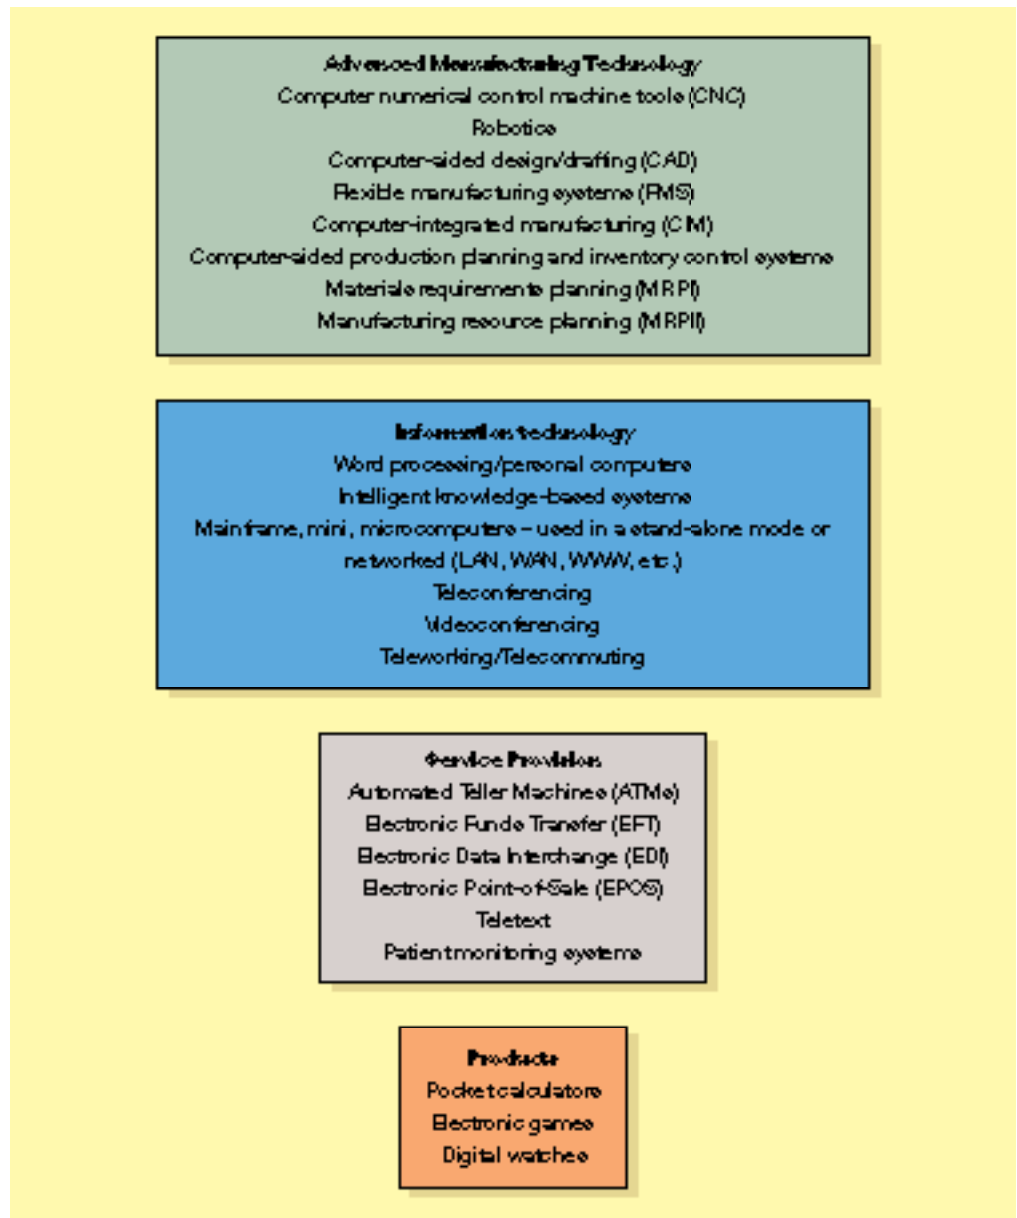 Advanced Manufacturing Technology
Computer numerical control machine tools (CNC)
Robotics
Computer-aided design/drafting (CAD)
Flexible manufacturing systems (FMS)
Computer-integrated manufacturing (CIM)
Computer-aided production planning and inventory control systems
Materials requirements planning (MRPI)
Manufacturing resource planning (MRPII)
Information technology
Word processing/personal computers
Intelligent knowledge-based systems
Mainframe, mini, microcomputers – used in a stand-alone mode or
networked (LAN, WAN, WWW, etc.)
Teleconferencing
Videoconferencing
Teleworking/Telecommuting
Service Provision
Automated Teller Machines (ATMs)
Electronic Funds Transfer (EFT)
Electronic Data Interchange (EDI)
Electronic Point-of-Sale (EPOS)
Teletext
Patient monitoring systems
Products
Pocket calculators
Electronic games
Digital watches